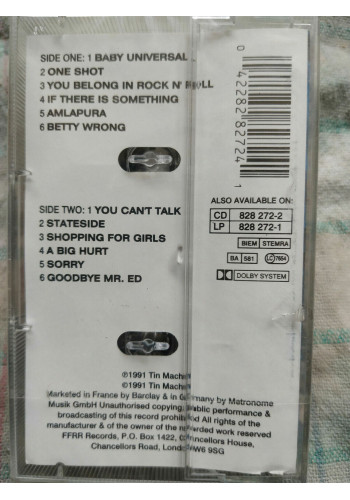 SIDE ONE: 1 BABY UNIVERSAL
2 ONE SHOT
3 YOU BELONG IN ROCK N' ROLL
4 IF THERE IS SOMETHING
5 AMLAPURA
6 BETTY WRONG
SIDE TWO: 1 YOU CAN'T TALK
2 STATESIDE
3 SHOPPING FOR GIRLS
4 A BIG HURT
5 SORRY
6 GOODBYE MR. ED
0 42282 82724 1
ALSO AVAILABLE ON:
CD 828 272-2
LP 828 272-1
BIEM STEMRA
BA 581 LC 7654
DOLBY SYSTEM
℗1991 Tin Machine
©1991 Tin Machine
Marketed in France by Barclay & in Germany by Metronome
Musik GmbH Unauthorised copying, public performance &
broadcasting of this record prohibited All rights of the
manufacturer & of the owner of the recorded work reserved
FFRR Records, P.O. Box 1422, Chancellors House,
Chancellors Road, London W6 9SG